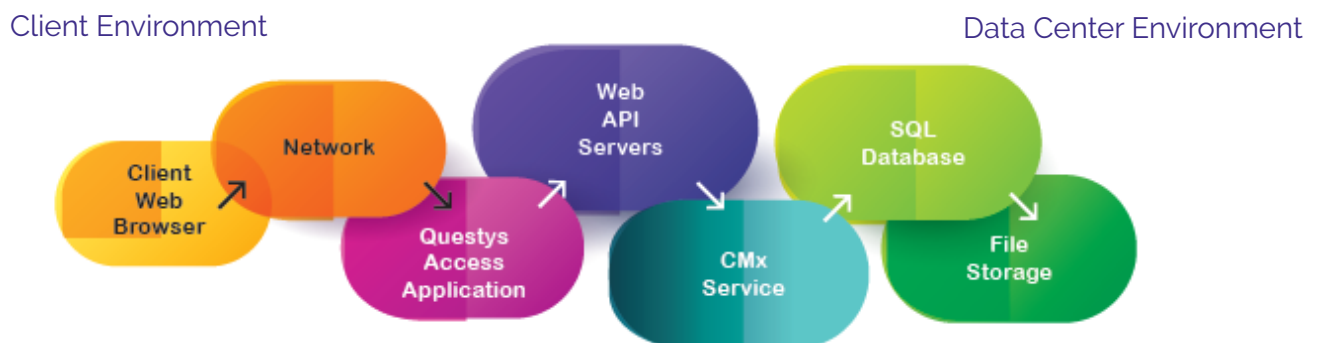 Client Environment
Data Center Environment
Client
Web
Browser
Network
Questys
Access
Application
Web
API
Servers
CMx
Service
SQL
Database
File
Storage